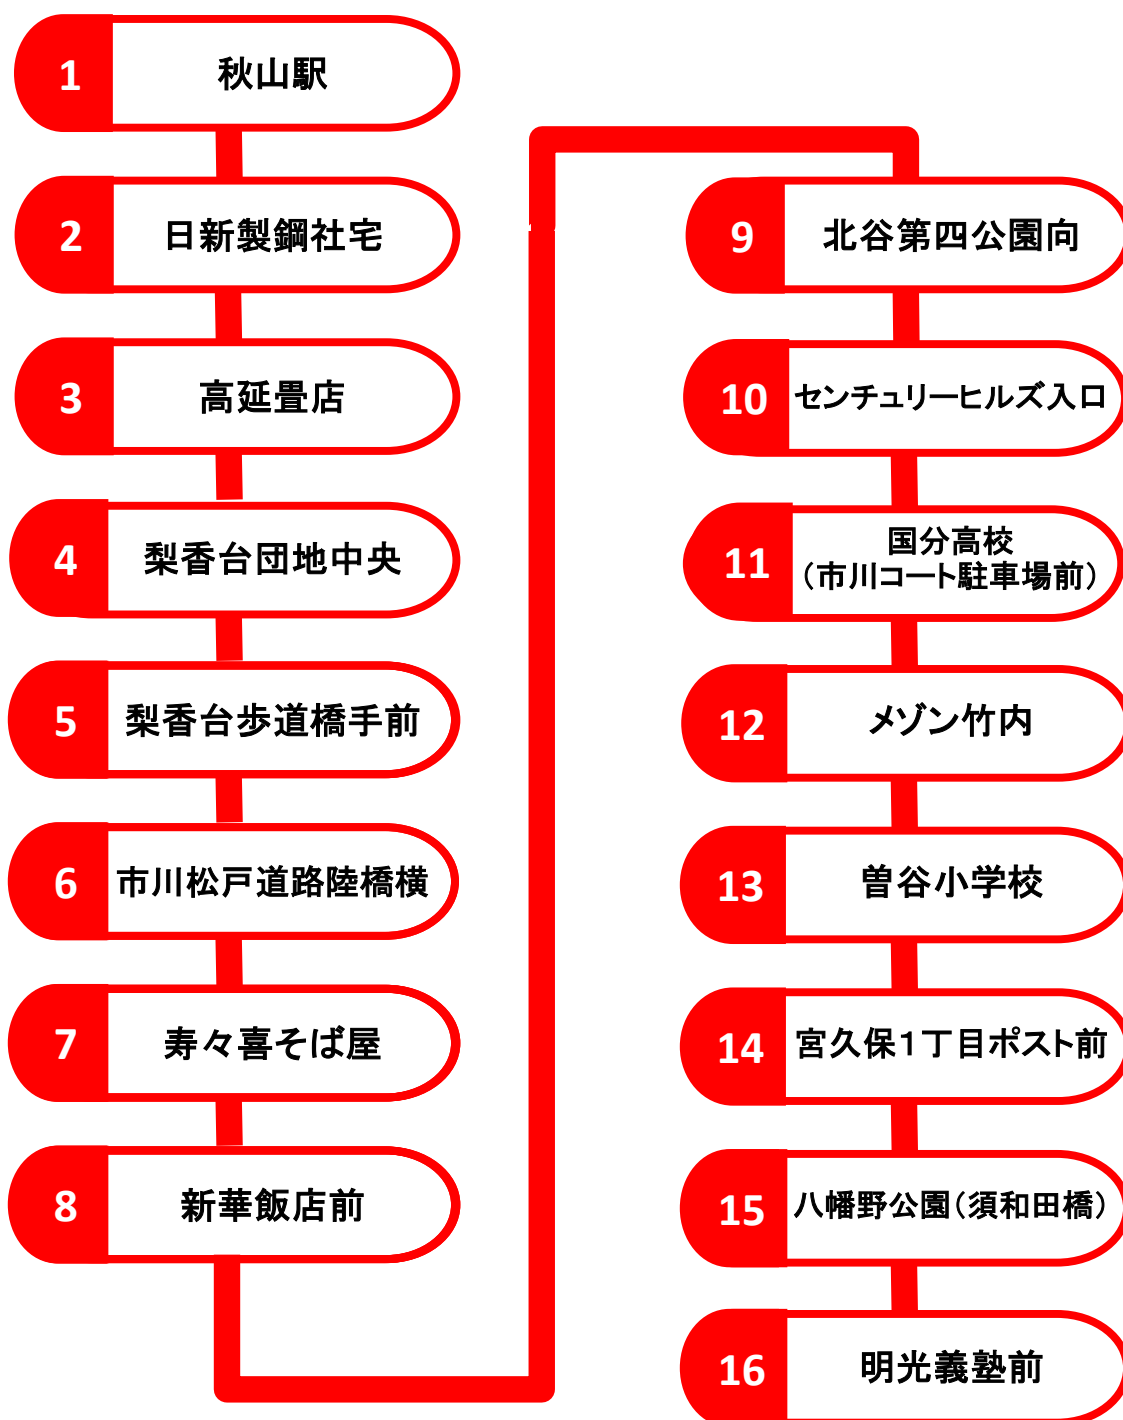 1 秋山駅
2 日新製鋼社宅
3 高延畳店
4 梨香台団地中央
5 梨香台歩道橋手前
6 市川松戸道路陸橋横
7 寿々喜そば屋
8 新華飯店前
9 北谷第四公園向
10 センチュリーヒルズ入口
11 国分高校
(市川コート駐車場前)
12 メゾン竹内
13 曽谷小学校
14 宮久保1丁目ポスト前
15 八幡野公園(須和田橋)
16 明光義塾前